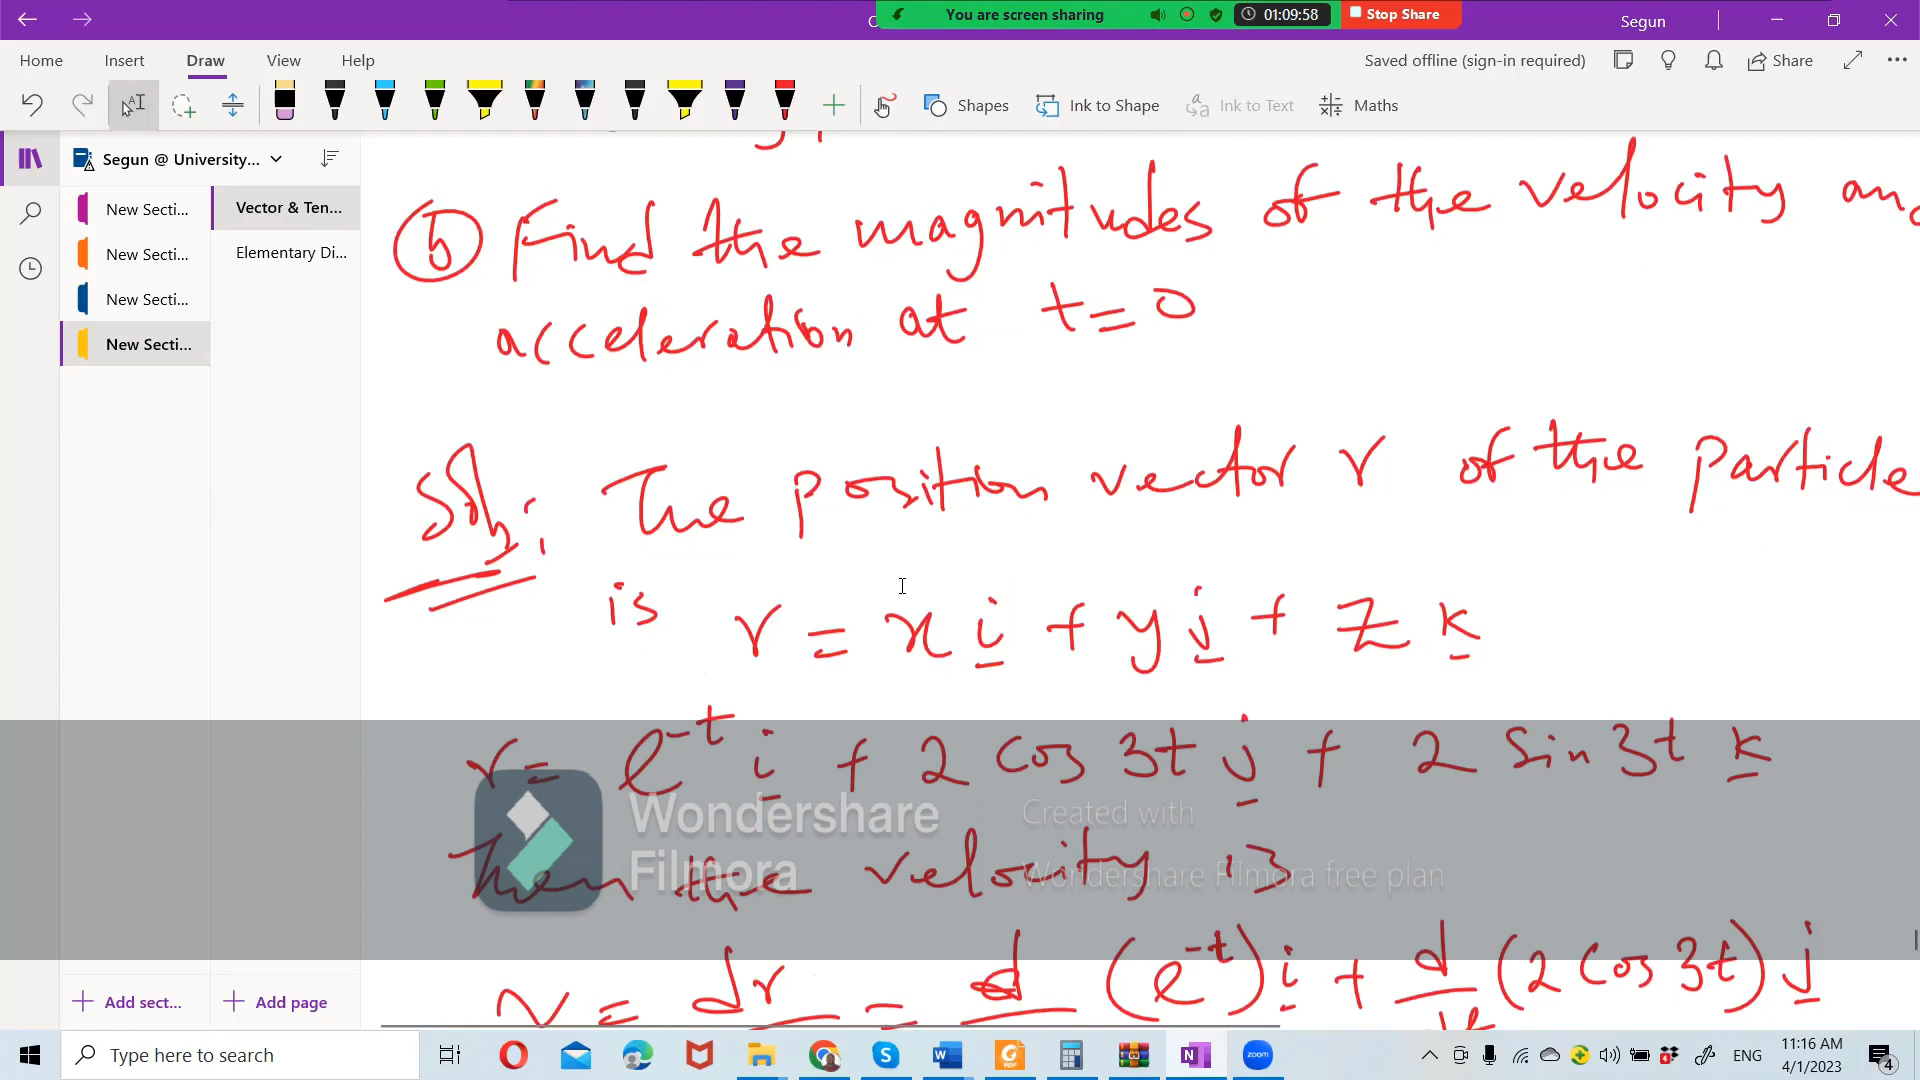 You are screen sharing
01:09:58
Stop Share
Segun
Home Insert Draw View Help
Saved offline (sign-in required)
Share
Shapes
Ink to Shape
Ink to Text
Maths
Segun @ University...
New Secti...
New Secti...
New Secti...
New Secti...
Vector & Ten...
Elementary Di...
(b) Find the magnitudes of the velocity and
acceleration at t = 0
Soln: The position vector r of the particle
is r = x i + y j + z k
r = e^-t i + 2 cos 3t j + 2 Sin 3t k
Then the velocity is
Wondershare
Filmora
Created with
Wondershare Filmora free plan
v = dr = d (e^-t) i + d (2 Cos 3t) j
Add sect...
Add page
Type here to search
zoom
ENG
11:16 AM
4/1/2023
4